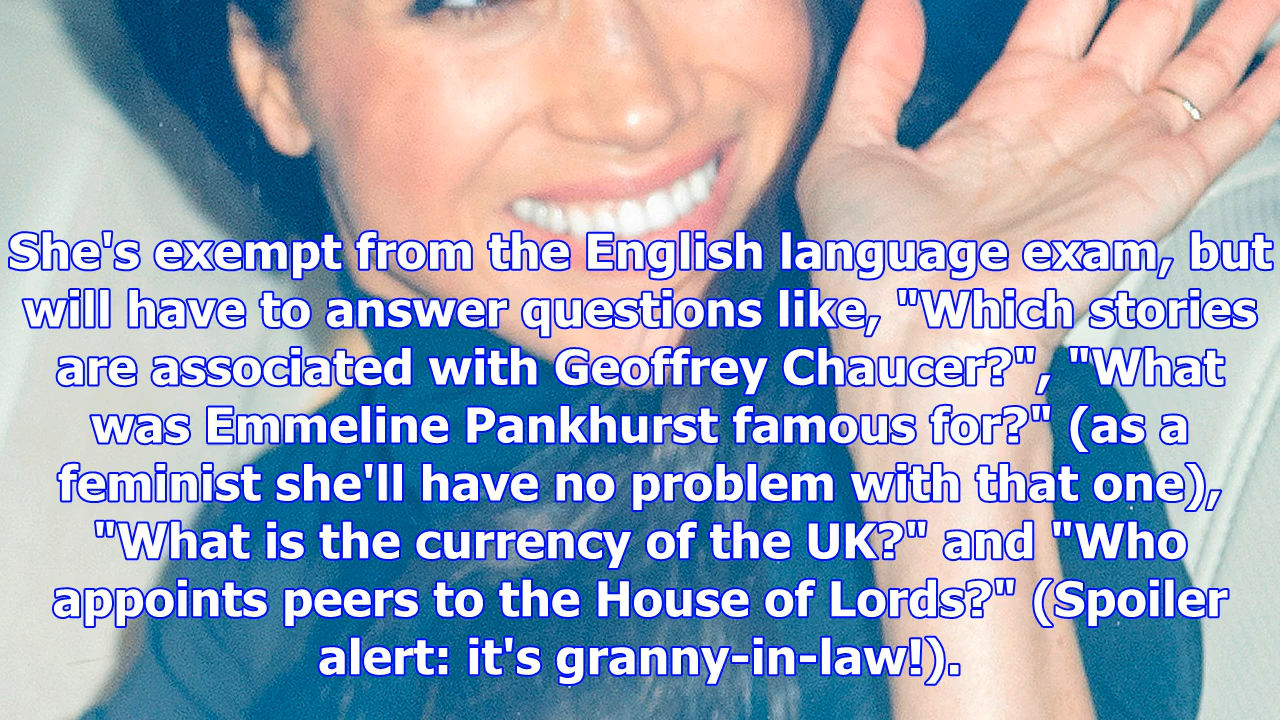 She's exempt from the English language exam, but
will have to answer questions like, "Which stories
are associated with Geoffrey Chaucer?", "What
was Emmeline Pankhurst famous for?" (as a
feminist she'll have no problem with that one),
"What is the currency of the UK?" and "Who
appoints peers to the House of Lords?" (Spoiler
alert: it's granny-in-law!).